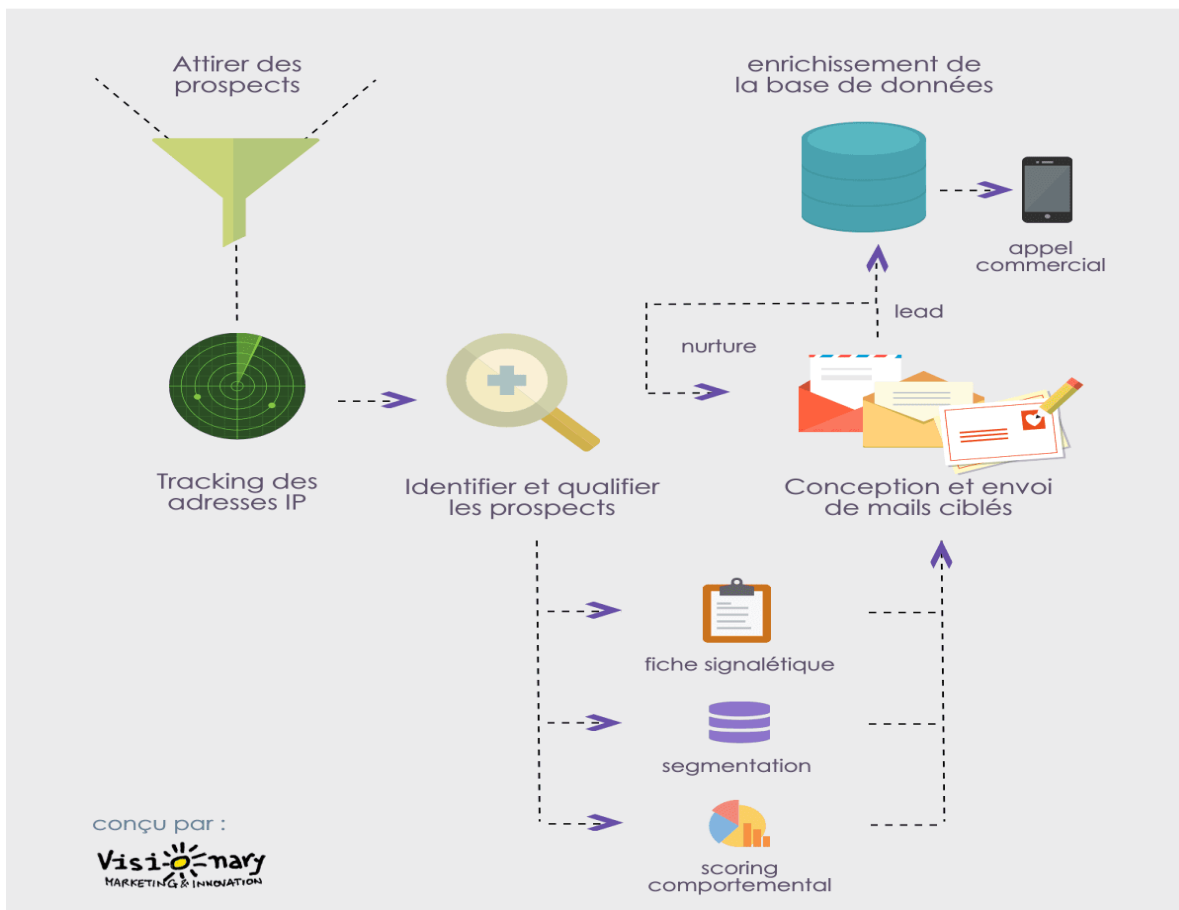 Attirer des
prospects
enrichissement de
la base de données
appel
commercial
lead
nurture
Tracking des
adresses IP
Identifier et qualifier
les prospects
Conception et envoi
de mails ciblés
fiche signalétique
segmentation
scoring
comportemental
conçu par :
Visionary
MARKETING & INNOVATION